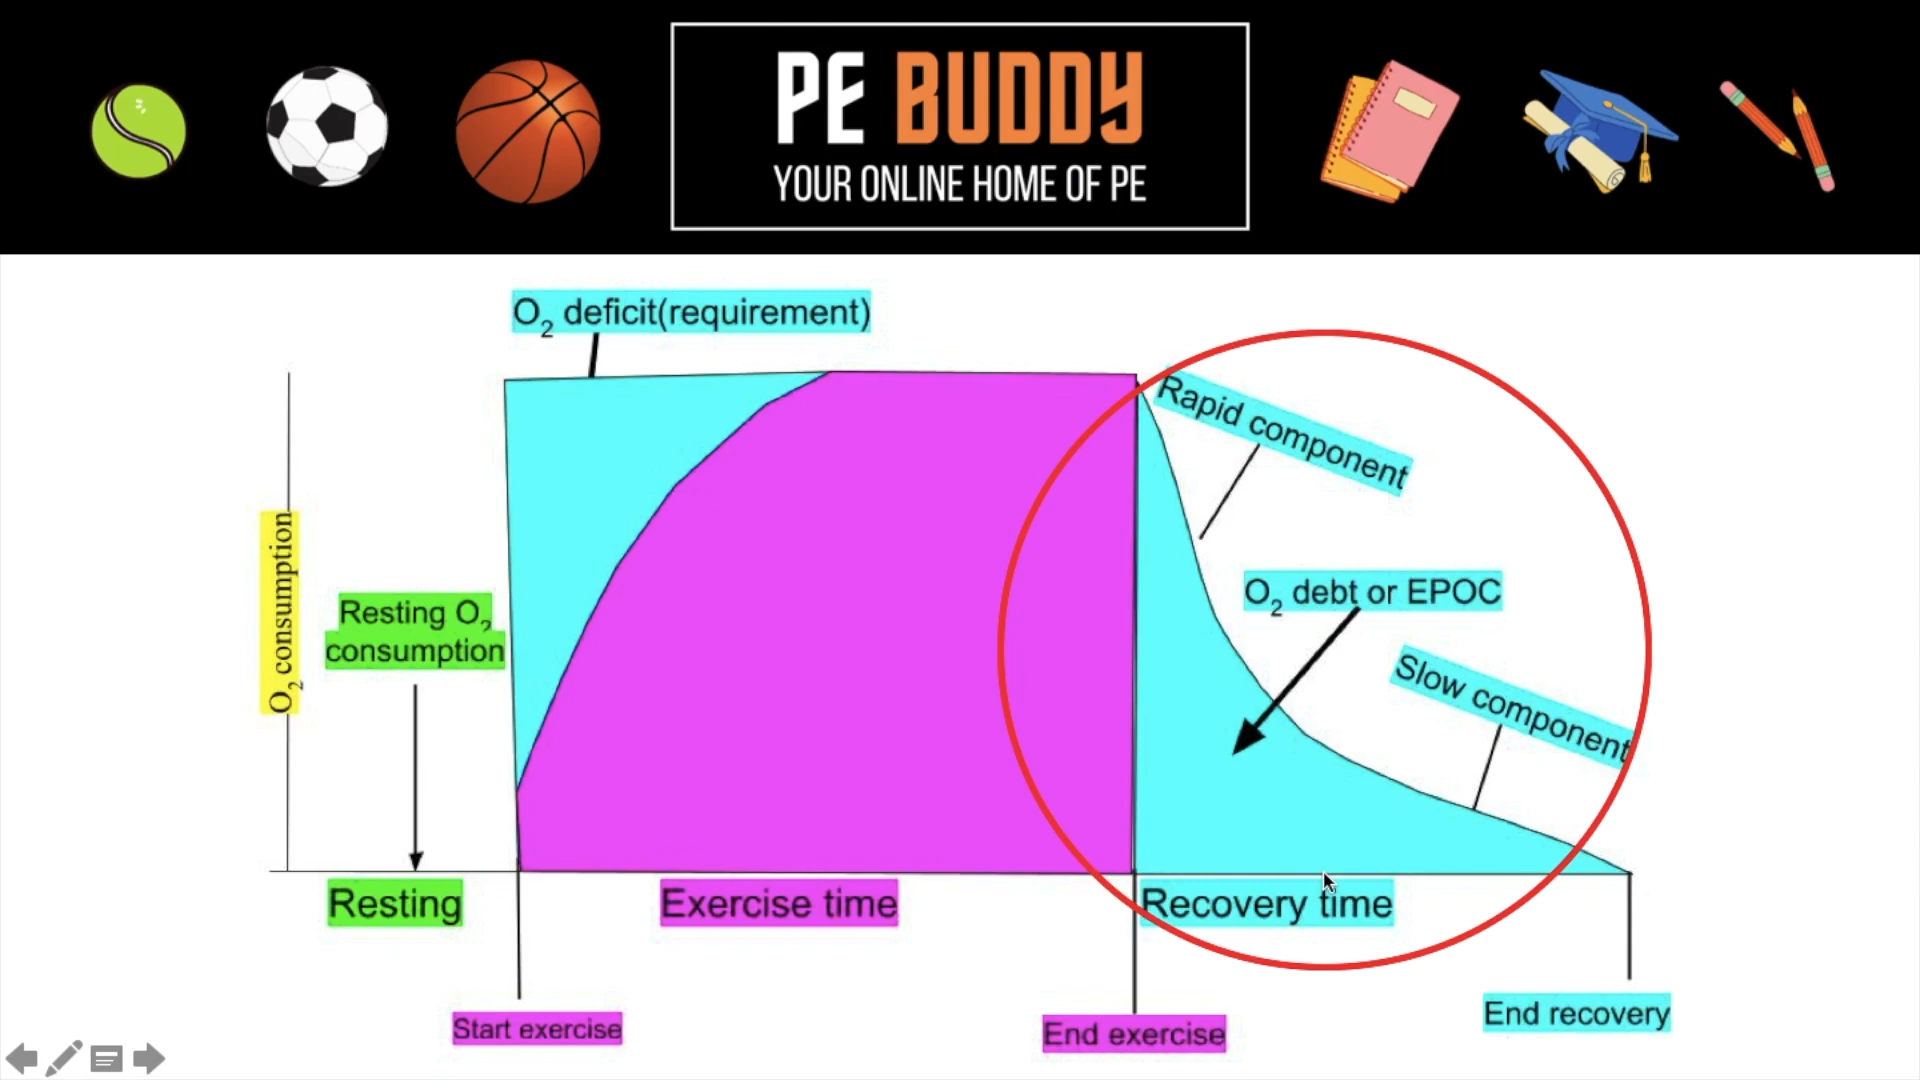 PE BUDDY
YOUR ONLINE HOME OF PE
O2 deficit(requirement)
Rapid component
O2 consumption
Resting O2
consumption
O2 debt or EPOC
Slow component
Resting
Exercise time
Recovery time
Start exercise
End exercise
End recovery